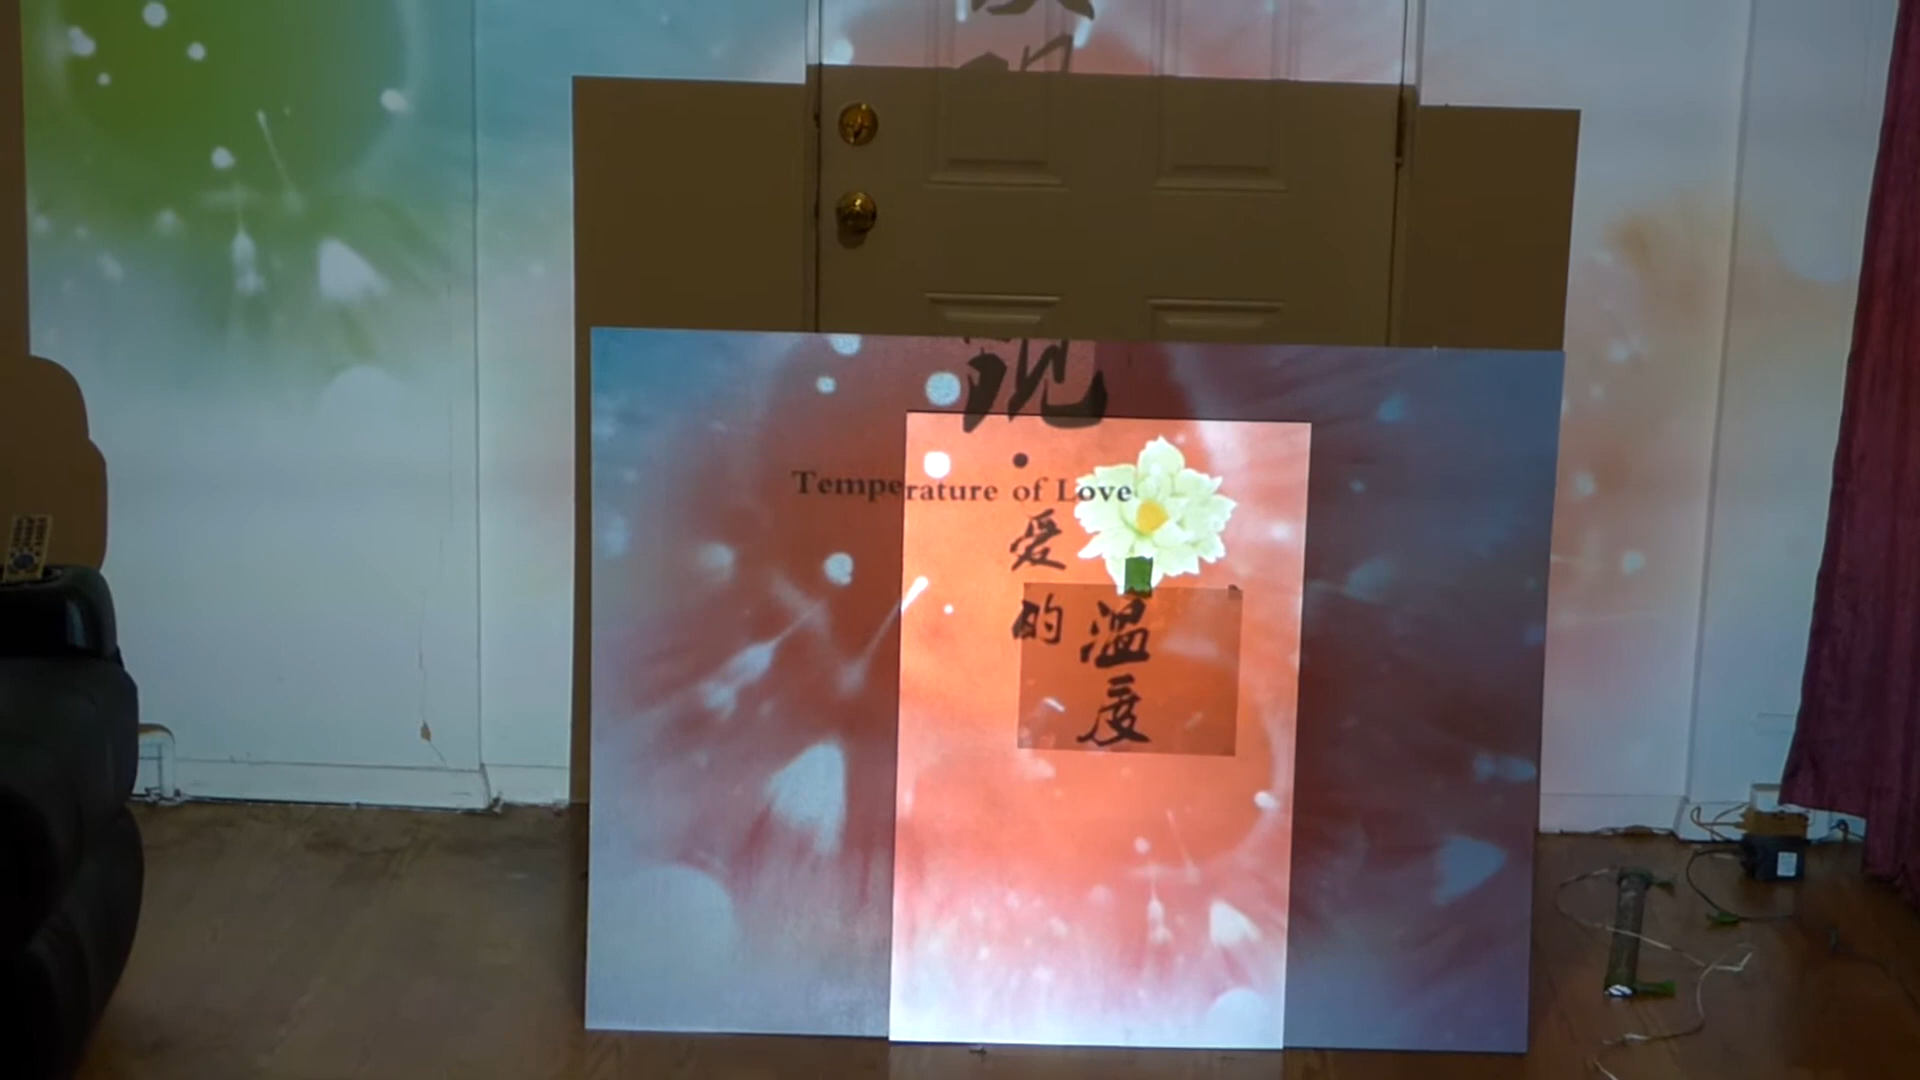 Temperature of Love
爱的
温度